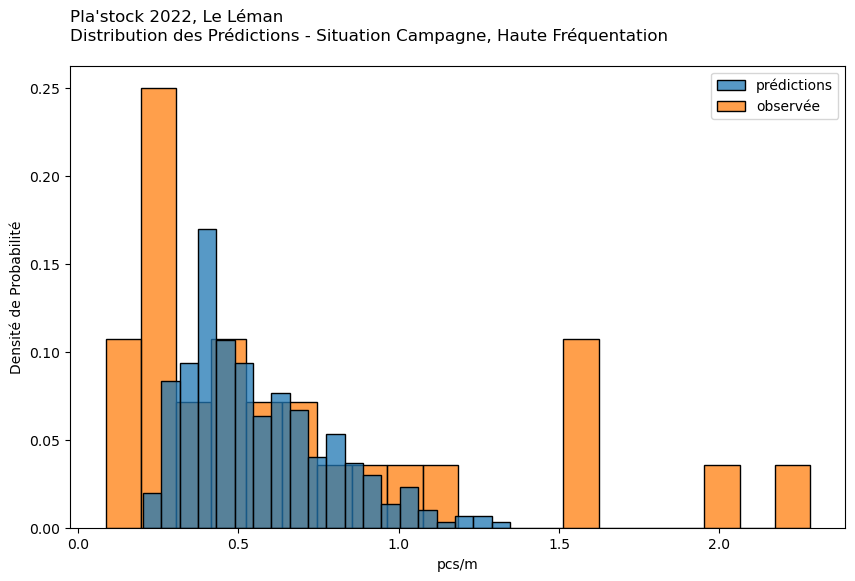 Pla'stock 2022, Le Léman
Distribution des Prédictions - Situation Campagne, Haute Fréquentation
prédictions
observée
Densité de Probabilité
0.25
0.20
0.15
0.10
0.05
0.00
0.0
0.5
1.0
1.5
2.0
pcs/m